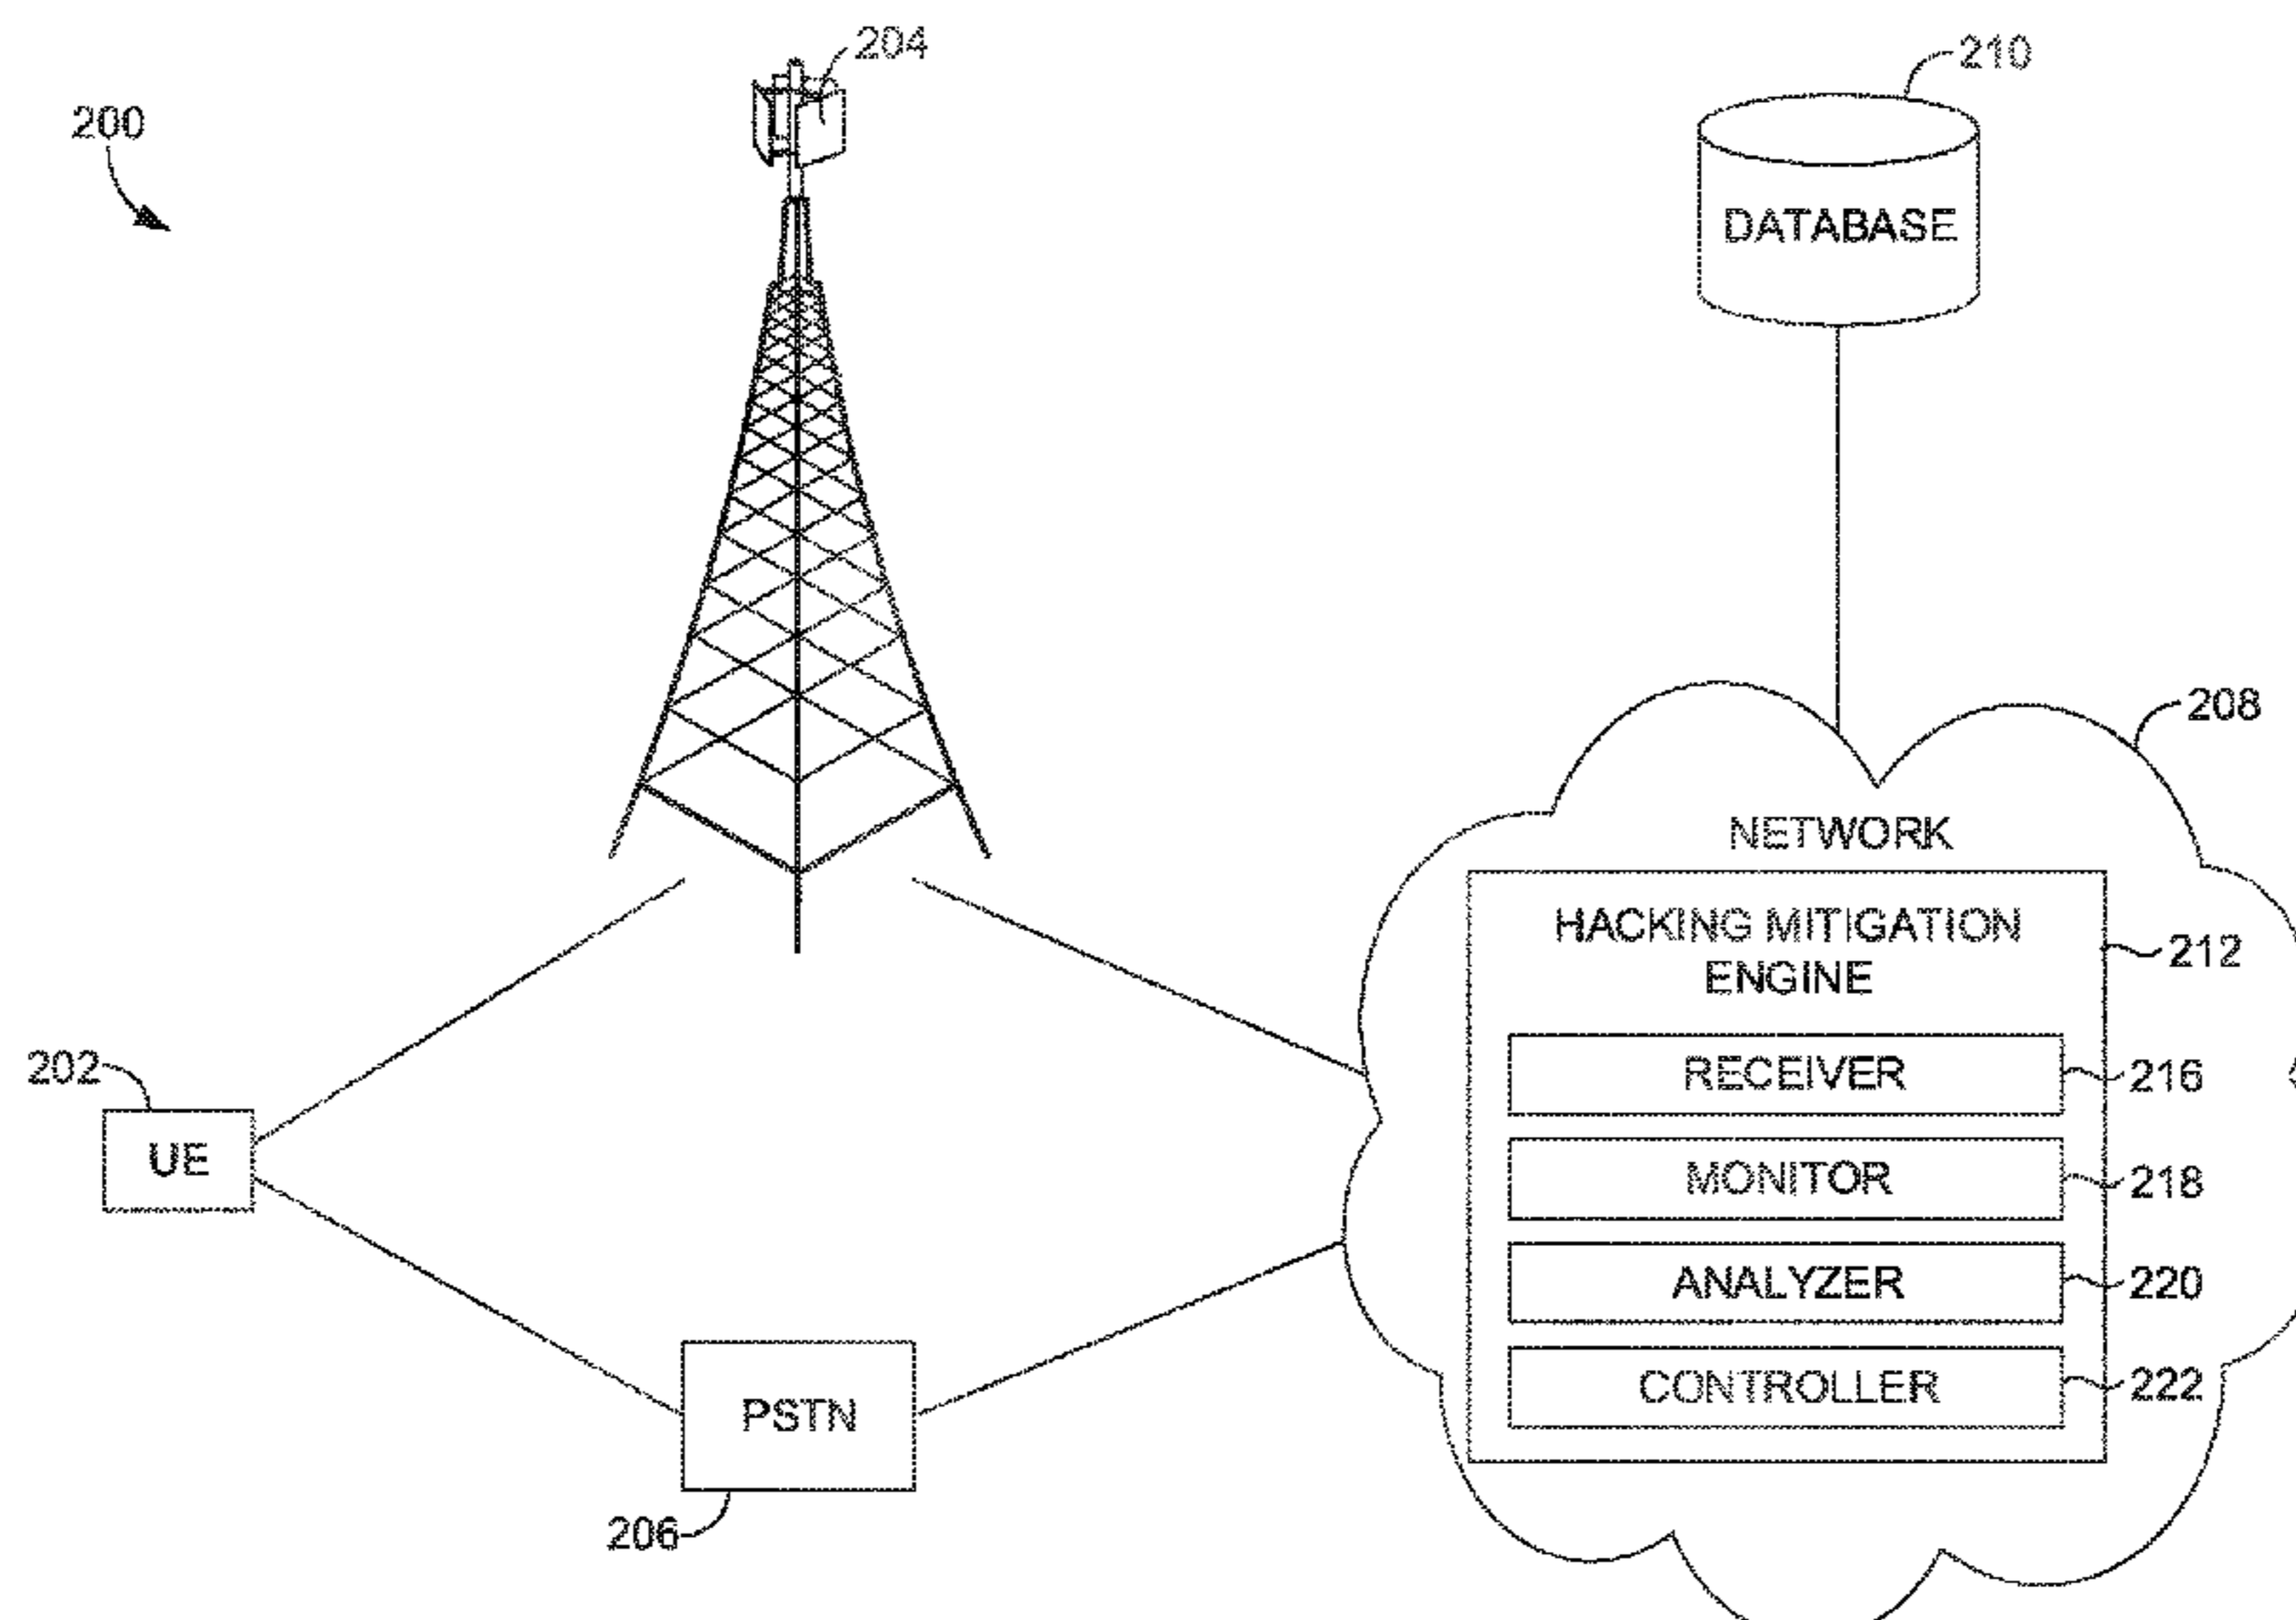 204
210
200
DATABASE
208
NETWORK
HACKING MITIGATION
ENGINE
212
RECEIVER
216
202
UE
MONITOR
218
ANALYZER
220
PSTN
CONTROLLER
222
206